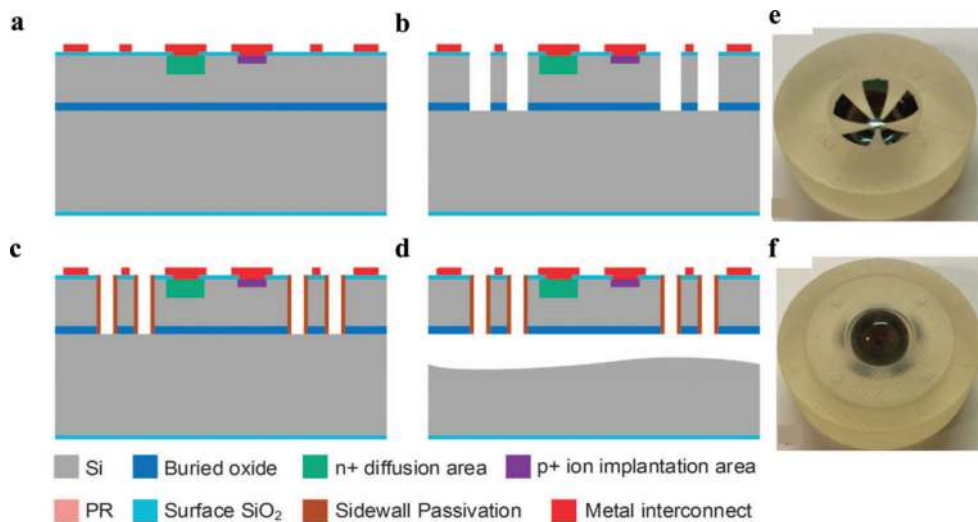 a
b
e
c
d
f
Si
Buried oxide
n+ diffusion area
p+ ion implantation area
PR
Surface SiO₂
Sidewall Passivation
Metal interconnect